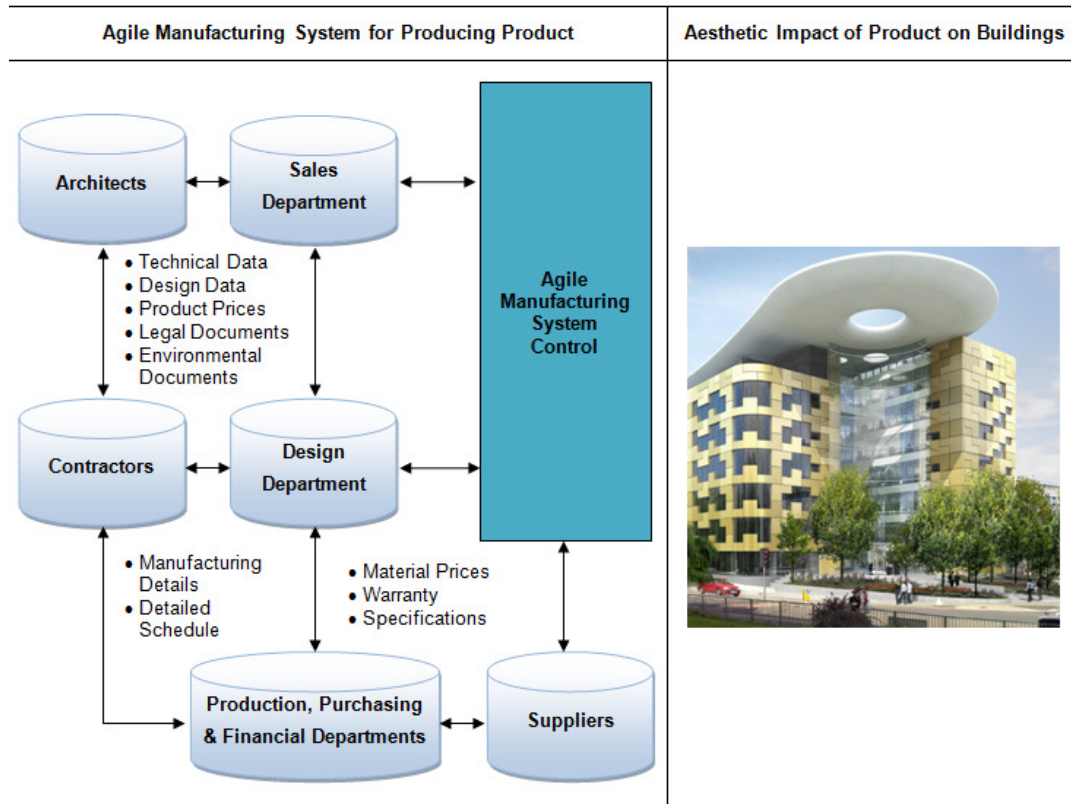 Agile Manufacturing System for Producing Product
Aesthetic Impact of Product on Buildings
Architects
Sales
Department
• Technical Data
• Design Data
• Product Prices
• Legal Documents
• Environmental
Documents
Agile
Manufacturing
System
Control
Contractors
Design
Department
• Manufacturing
Details
• Detailed
Schedule
• Material Prices
• Warranty
• Specifications
Production, Purchasing
& Financial Departments
Suppliers